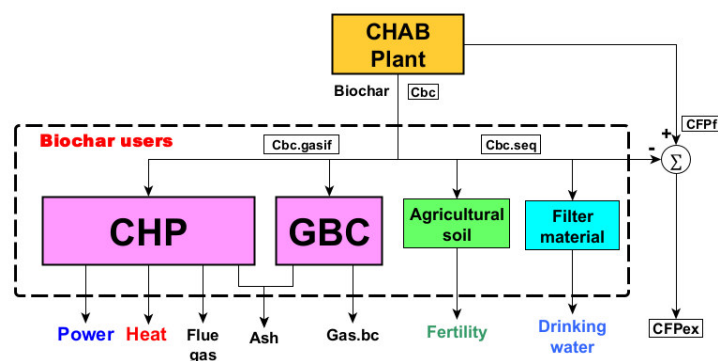 CHAB
Plant
Biochar
Cbc
CFPf
Biochar users
Cbc.gasif
Cbc.seq
+
-
Σ
CHP
GBC
Agricultural
soil
Filter
material
Power
Heat
Flue
gas
Ash
Gas.bc
Fertility
Drinking
water
CFPex